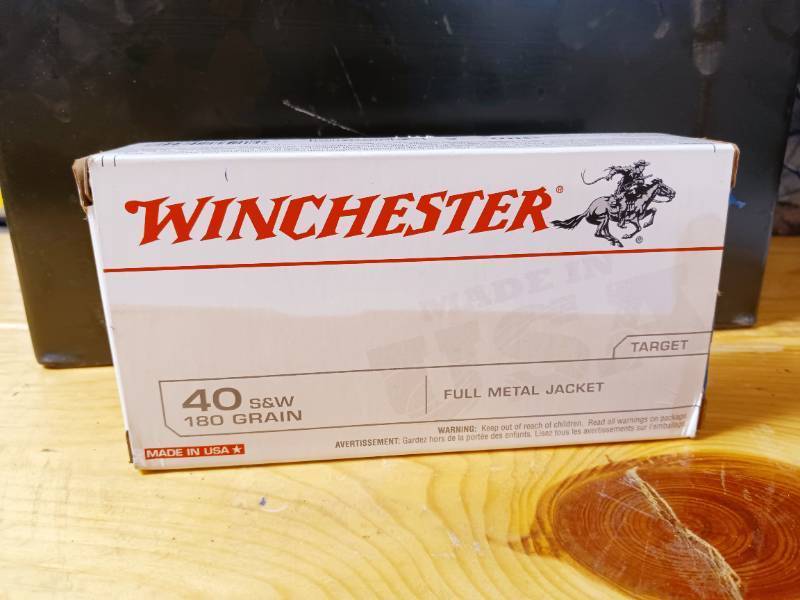 WINCHESTER®
MADE IN
USA
TARGET
40 S&W
180 GRAIN
FULL METAL JACKET
WARNING: Keep out of reach of children. Read all warnings on package
AVERTISSEMENT: Gardez hors de la portée des enfants. Lisez tous les avertissements sur l'emballage
MADE IN USA ★